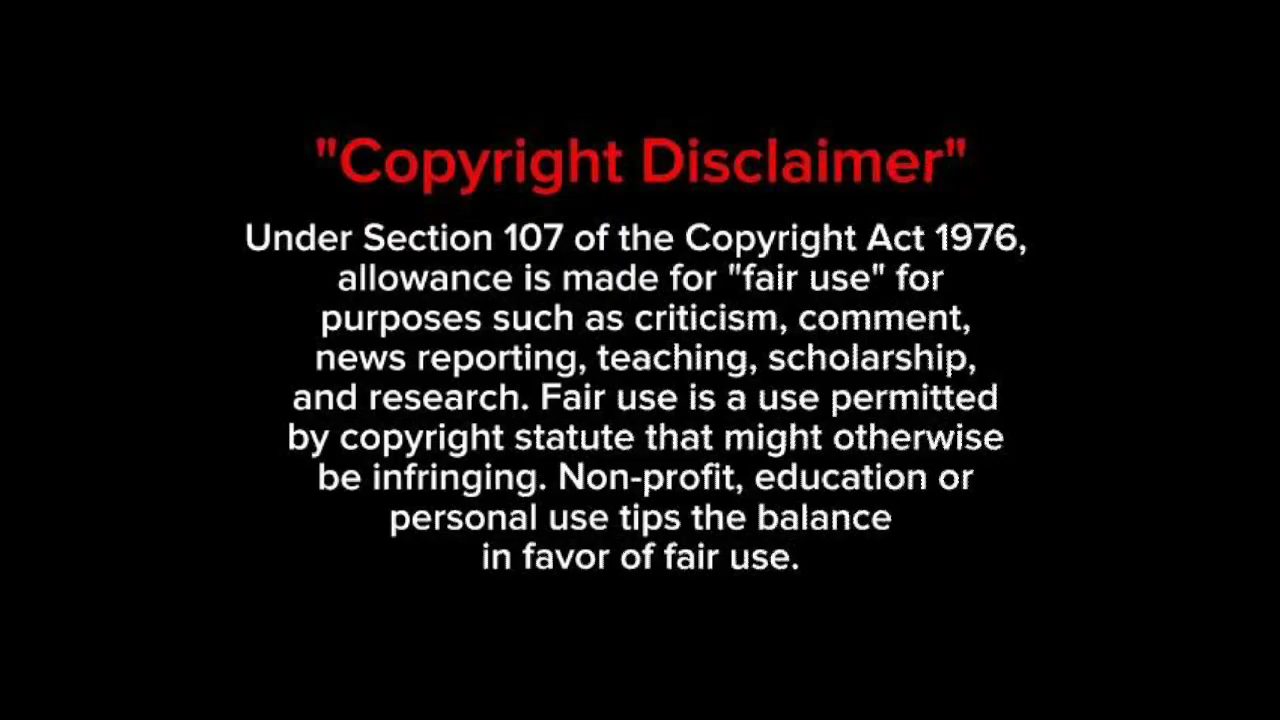 "Copyright Disclaimer"
Under Section 107 of the Copyright Act 1976,
allowance is made for "fair use" for
purposes such as criticism, comment,
news reporting, teaching, scholarship,
and research. Fair use is a use permitted
by copyright statute that might otherwise
be infringing. Non-profit, education or
personal use tips the balance
in favor of fair use.